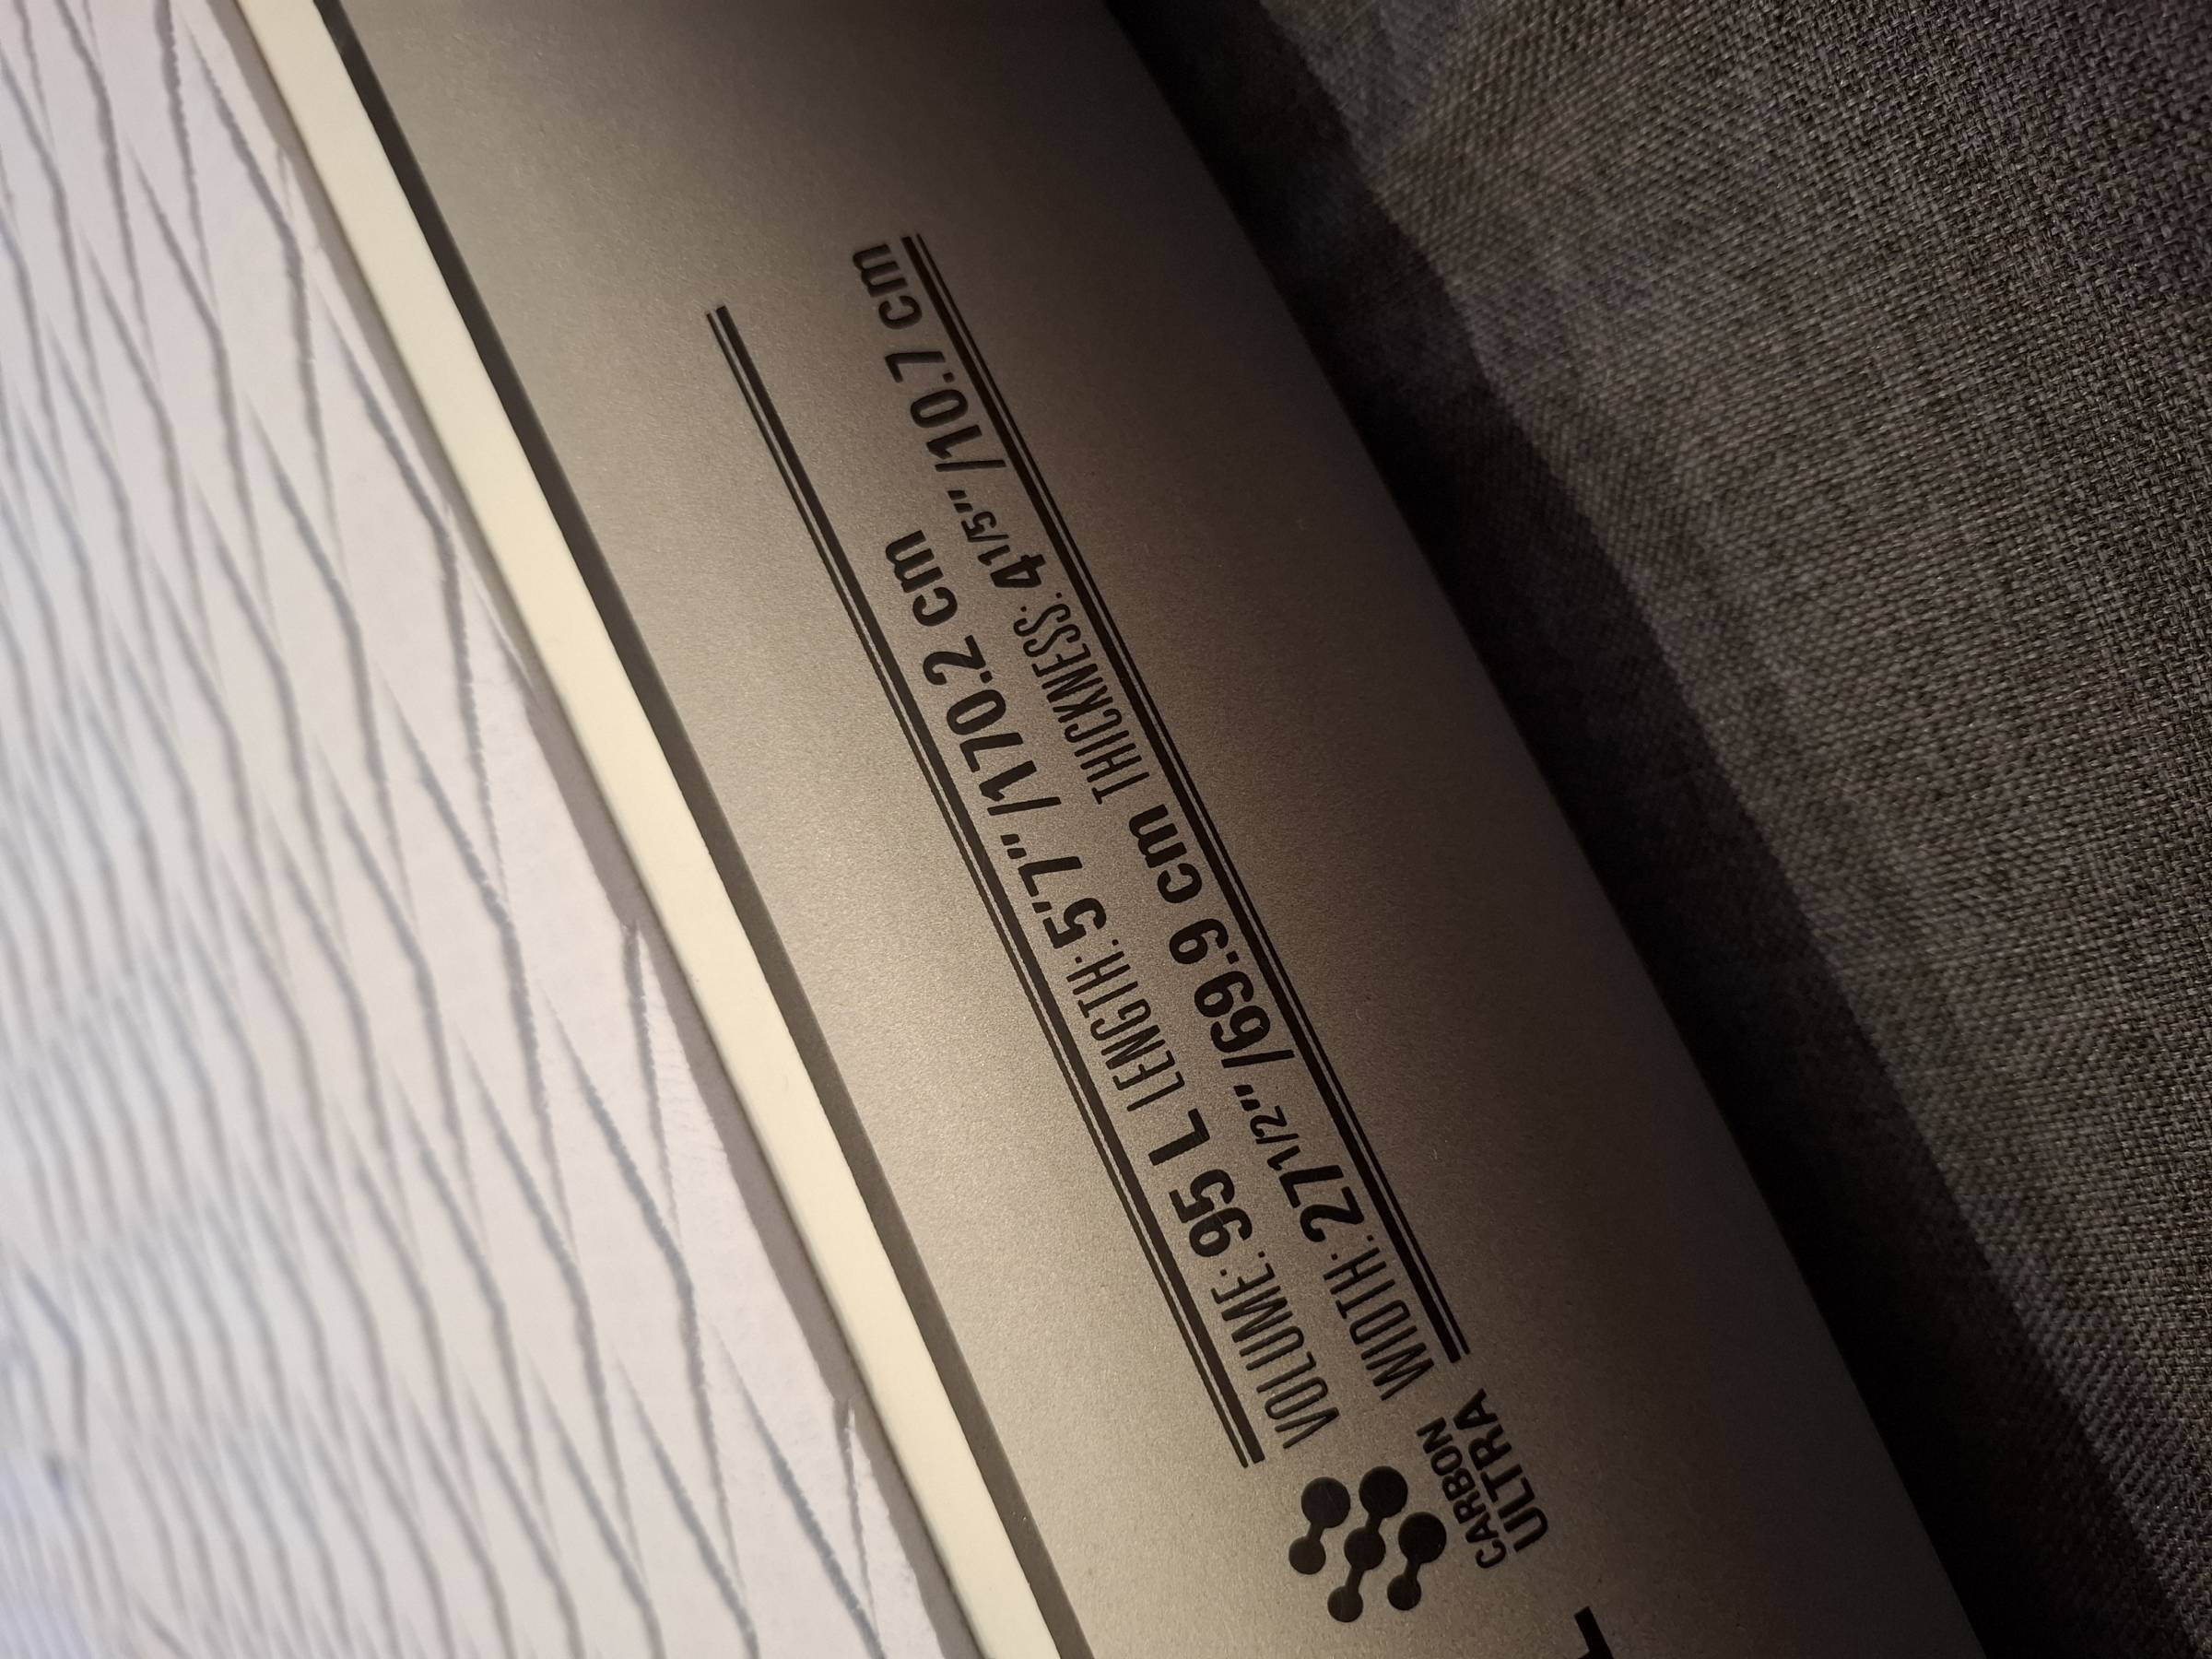 CARBON
ULTRA
VOLUME: 95 L LENGTH: 5'7"/170.2 cm
WIDTH: 27 1/2"/69.9 cm THICKNESS: 4 1/5"/10.7 cm